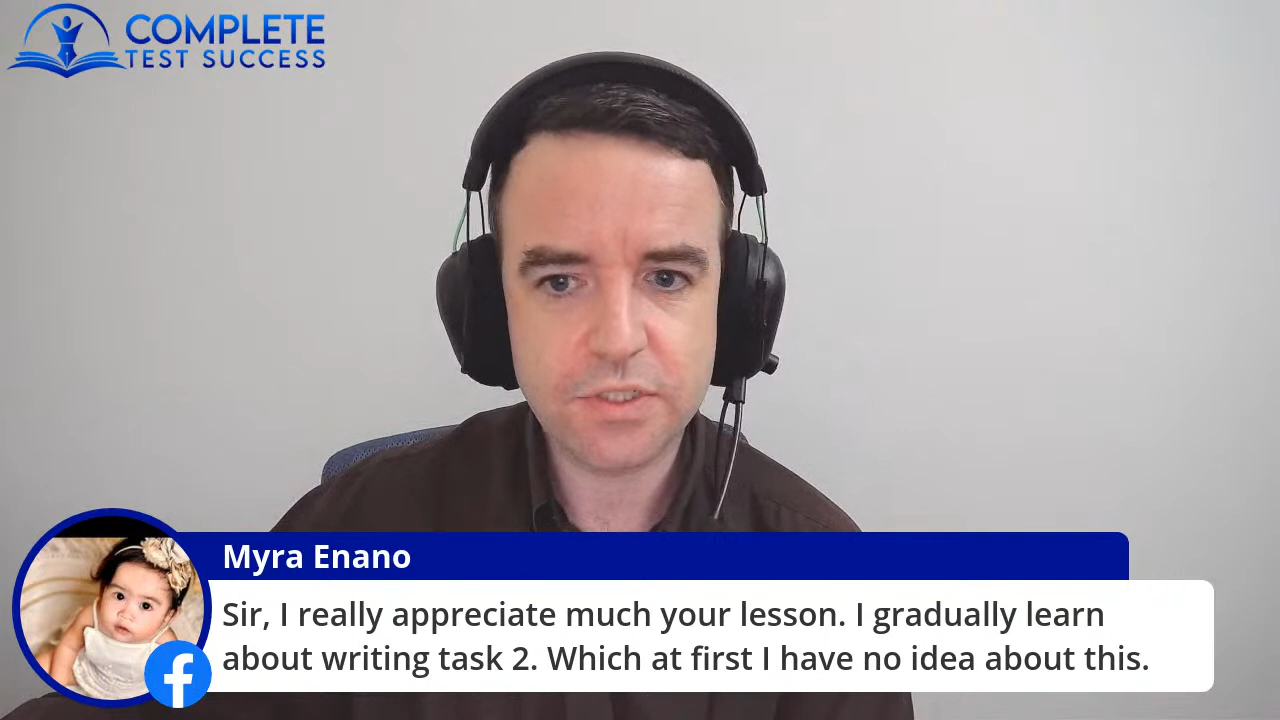 COMPLETE
TEST SUCCESS
Myra Enano
Sir, I really appreciate much your lesson. I gradually learn
about writing task 2. Which at first I have no idea about this.